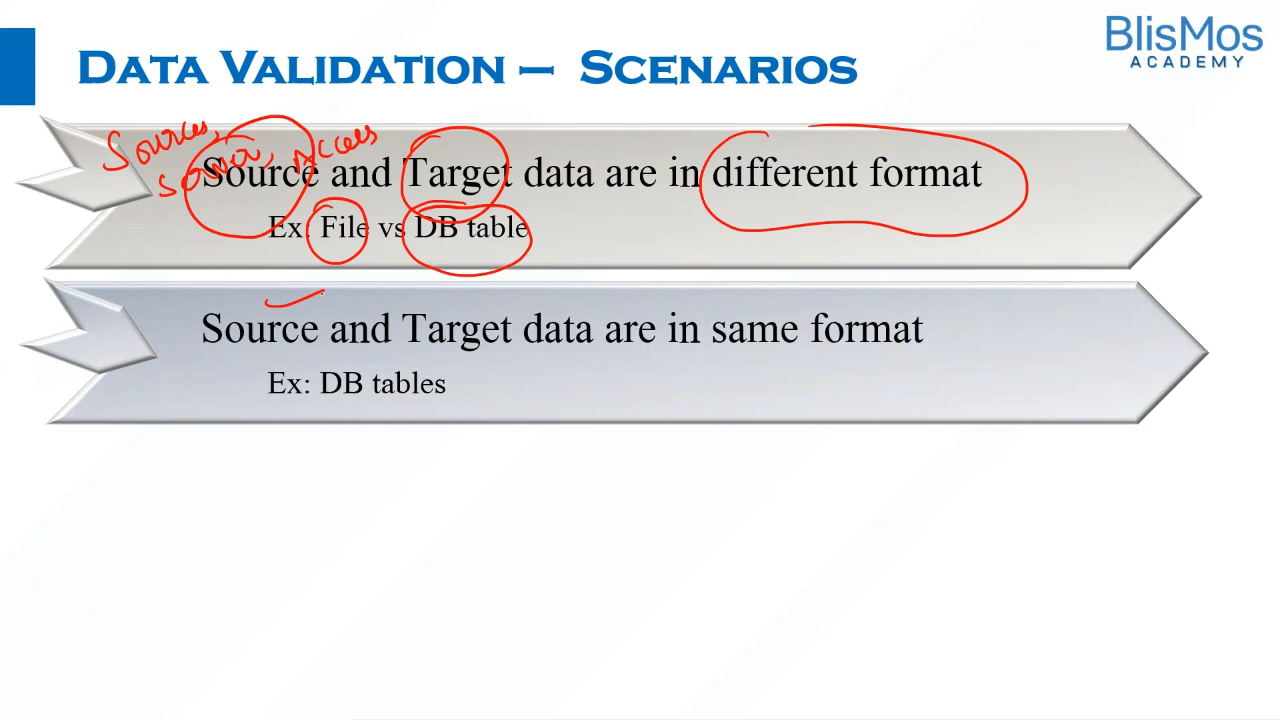 BlisMos
ACADEMY
DATA VALIDATION – SCENARIOS
Sources,
Source and Target data are in different format
Ex: File vs DB table
Source and Target data are in same format
Ex: DB tables